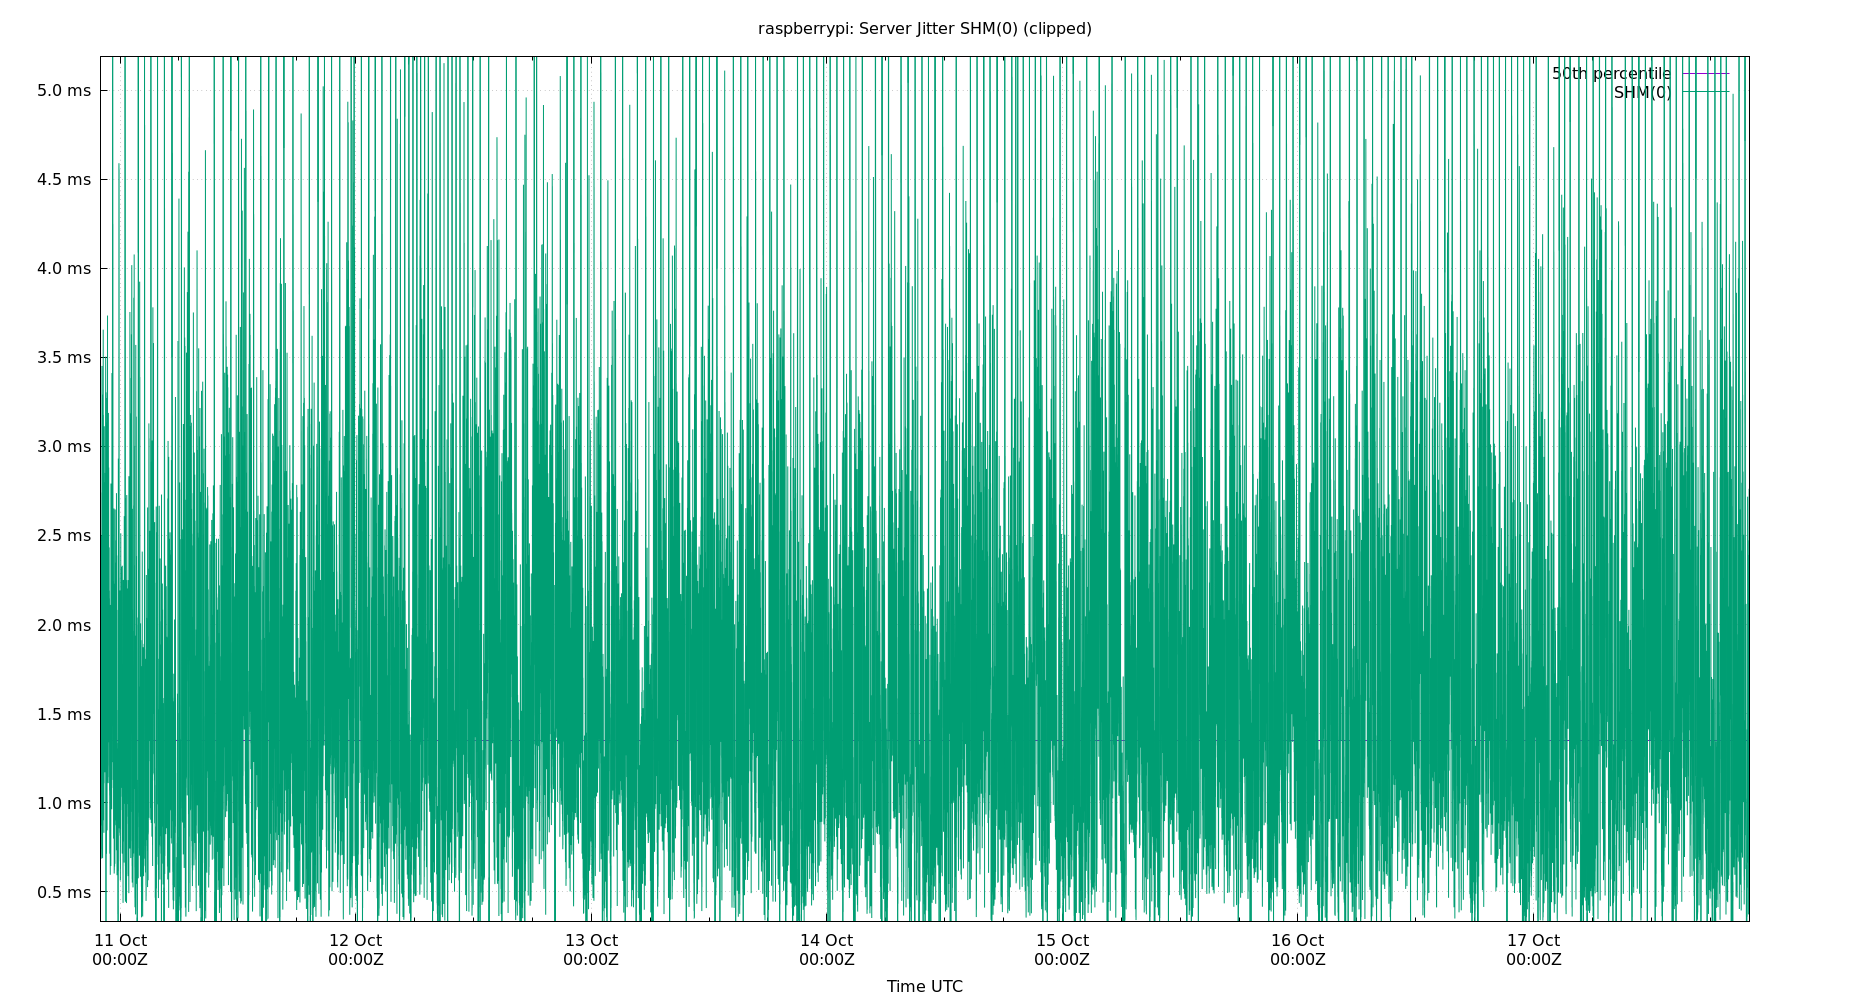 raspberrypi: Server Jitter SHM(0) (clipped)
50th percentile
SHM(0)
5.0 ms
4.5 ms
4.0 ms
3.5 ms
3.0 ms
2.5 ms
2.0 ms
1.5 ms
1.0 ms
0.5 ms
11 Oct 12 Oct 13 Oct 14 Oct 15 Oct 16 Oct 17 Oct
00:00Z 00:00Z 00:00Z 00:00Z 00:00Z 00:00Z 00:00Z
Time UTC